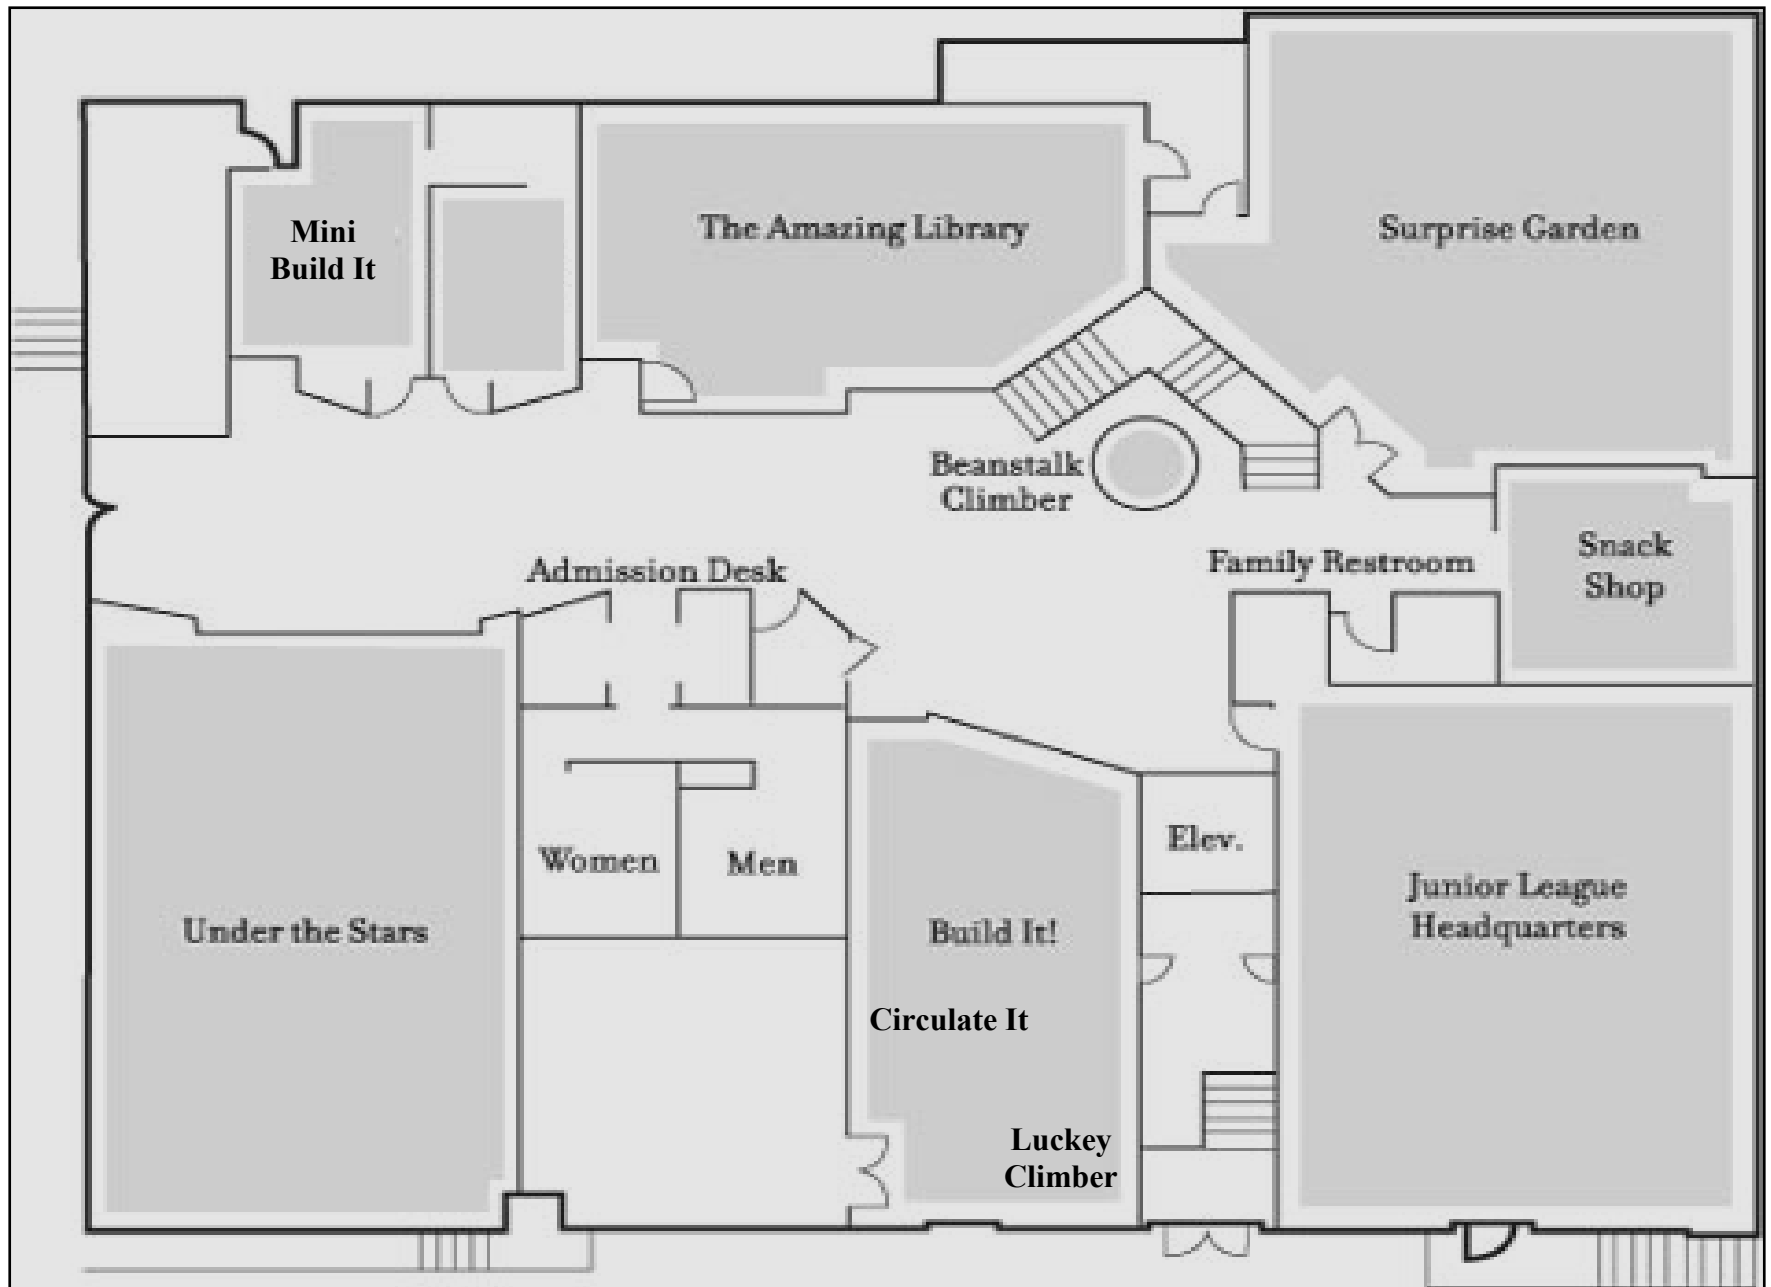 Mini
Build It
The Amazing Library
Surprise Garden
Beanstalk
Climber
Admission Desk
Family Restroom
Snack
Shop
Women
Men
Elev.
Under the Stars
Build It!
Junior League
Headquarters
Circulate It
Luckey
Climber